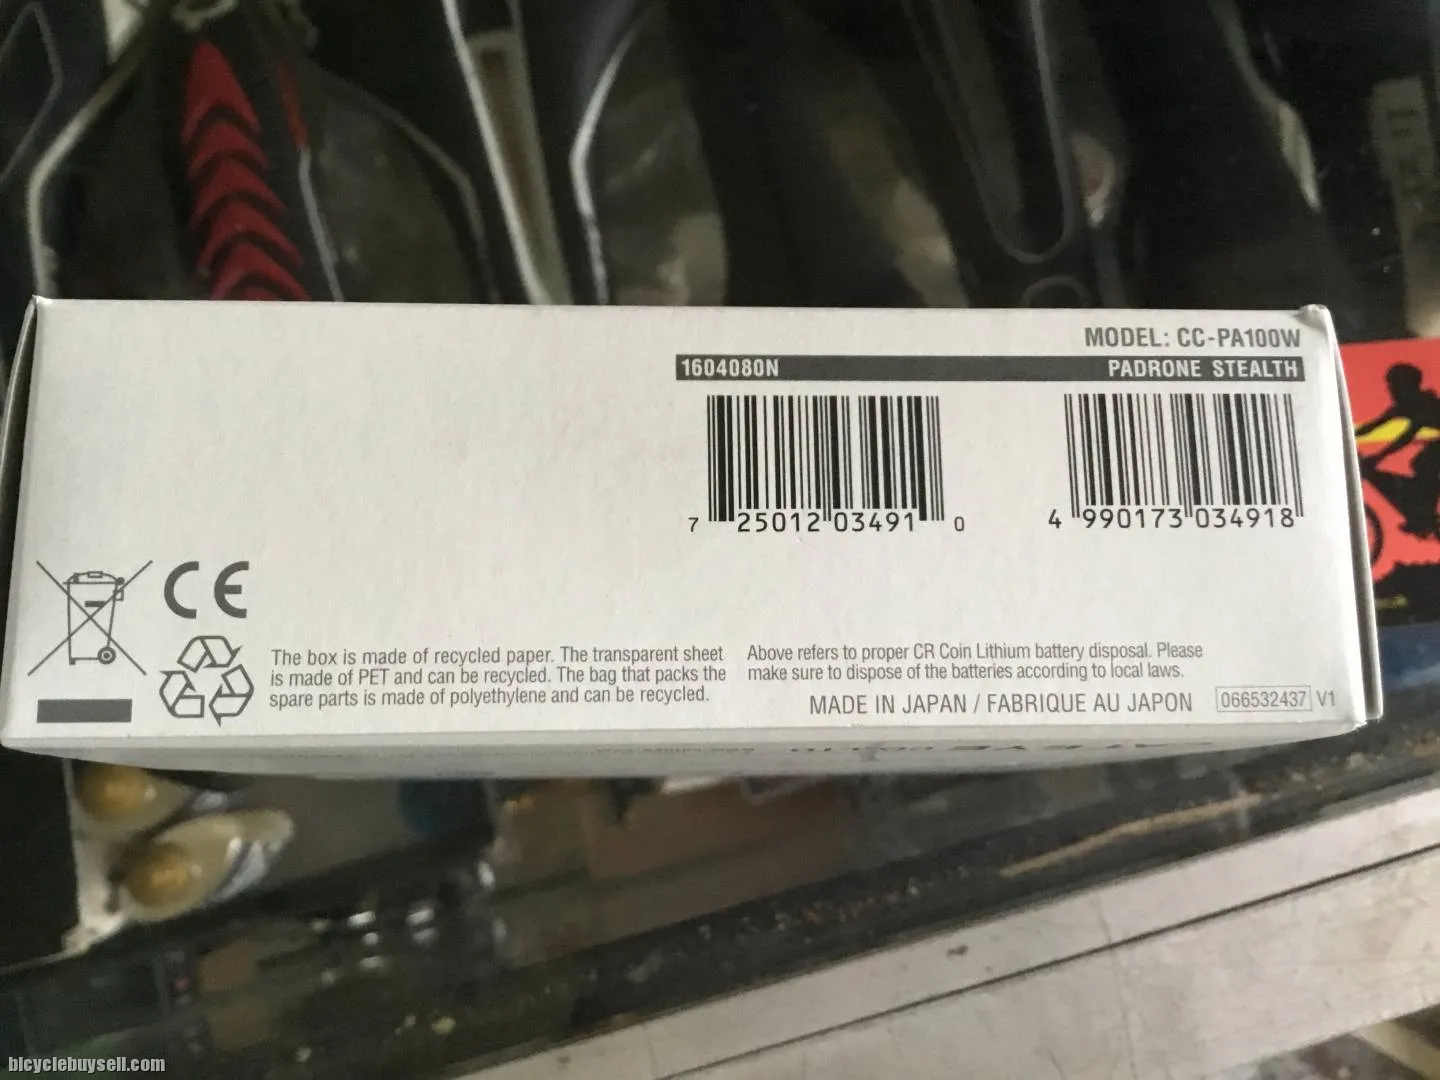 MODEL: CC-PA100W
1604080N PADRONE STEALTH
7 25012 03491 0
4 990173 034918
CE
The box is made of recycled paper. The transparent sheet
is made of PET and can be recycled. The bag that packs the
spare parts is made of polyethylene and can be recycled.
Above refers to proper CR Coin Lithium battery disposal. Please
make sure to dispose of the batteries according to local laws.
MADE IN JAPAN / FABRIQUE AU JAPON
066532437 V1
bicyclebuysell.com